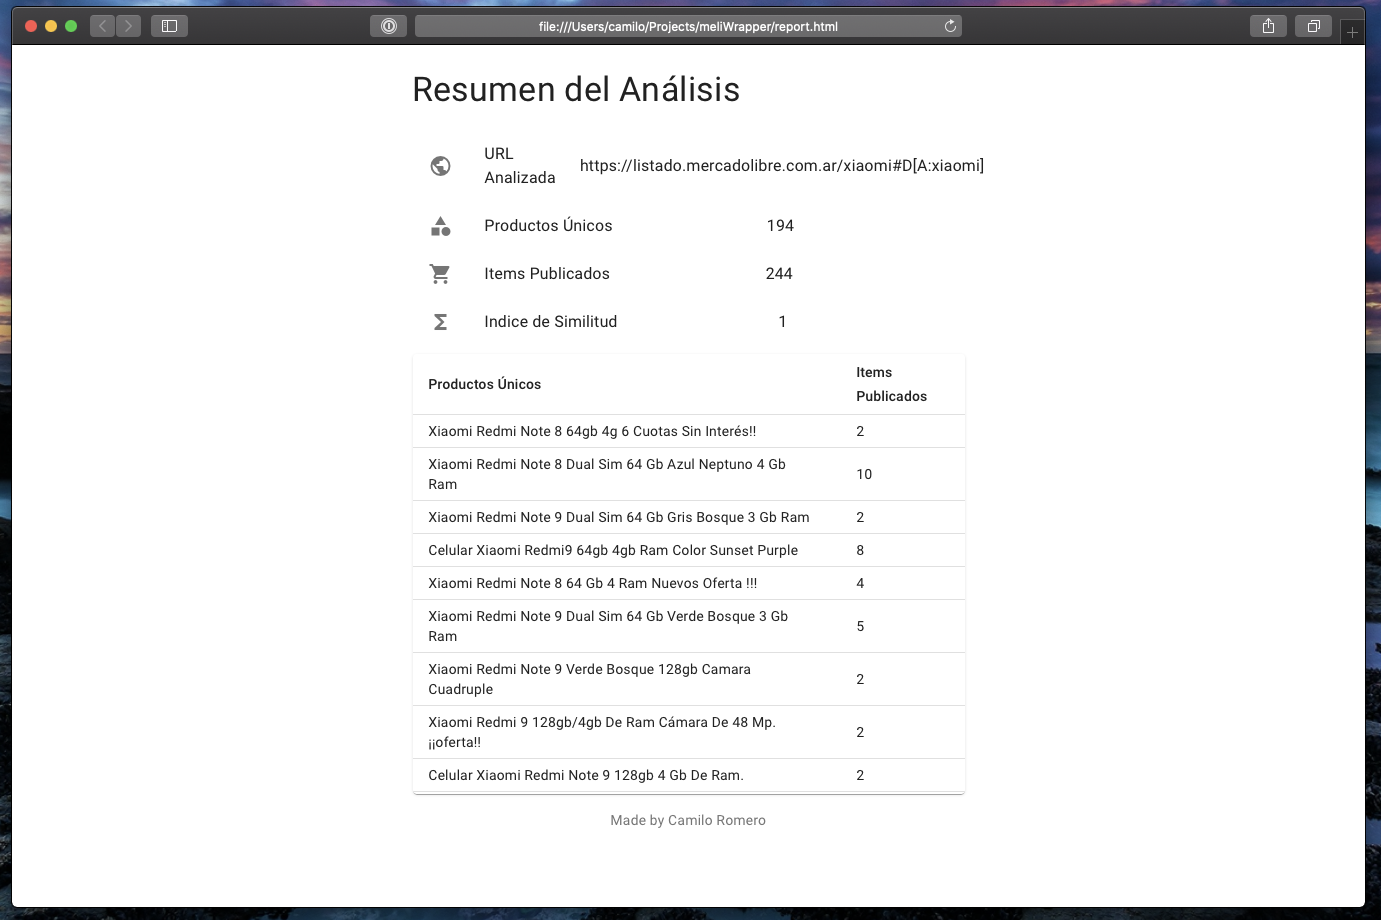 file:///Users/camilo/Projects/meliWrapper/report.html
Resumen del Análisis
URL
Analizada
https://listado.mercadolibre.com.ar/xiaomi#D[A:xiaomi]
Productos Únicos 194
Items Publicados 244
Indice de Similitud 1
Productos Únicos
Items
Publicados
Xiaomi Redmi Note 8 64gb 4g 6 Cuotas Sin Interés!! 2
Xiaomi Redmi Note 8 Dual Sim 64 Gb Azul Neptuno 4 Gb
Ram
10
Xiaomi Redmi Note 9 Dual Sim 64 Gb Gris Bosque 3 Gb Ram 2
Celular Xiaomi Redmi9 64gb 4gb Ram Color Sunset Purple 8
Xiaomi Redmi Note 8 64 Gb 4 Ram Nuevos Oferta !!! 4
Xiaomi Redmi Note 9 Dual Sim 64 Gb Verde Bosque 3 Gb
Ram
5
Xiaomi Redmi Note 9 Verde Bosque 128gb Camara
Cuadruple
2
Xiaomi Redmi 9 128gb/4gb De Ram Cámara De 48 Mp.
¡¡oferta!!
2
Celular Xiaomi Redmi Note 9 128gb 4 Gb De Ram. 2
Made by Camilo Romero